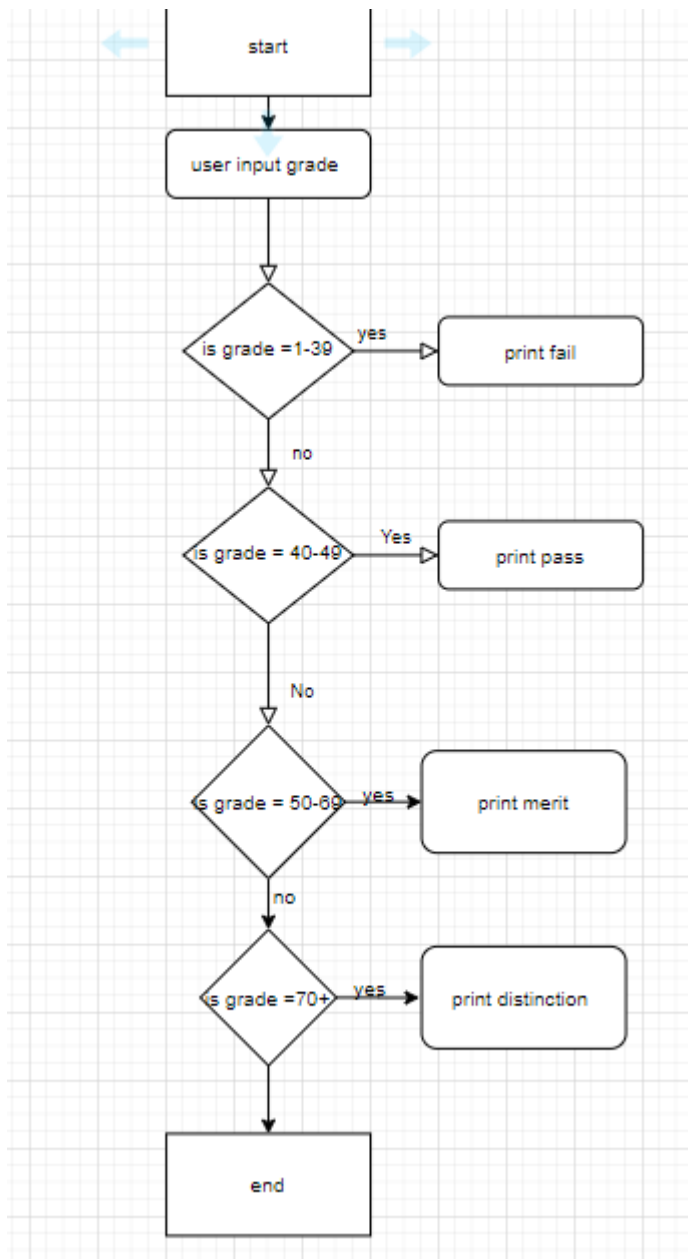 start
user input grade
is grade =1-39
yes
print fail
no
is grade = 40-49
Yes
print pass
No
is grade = 50-69
yes
print merit
no
is grade =70+
yes
print distinction
end